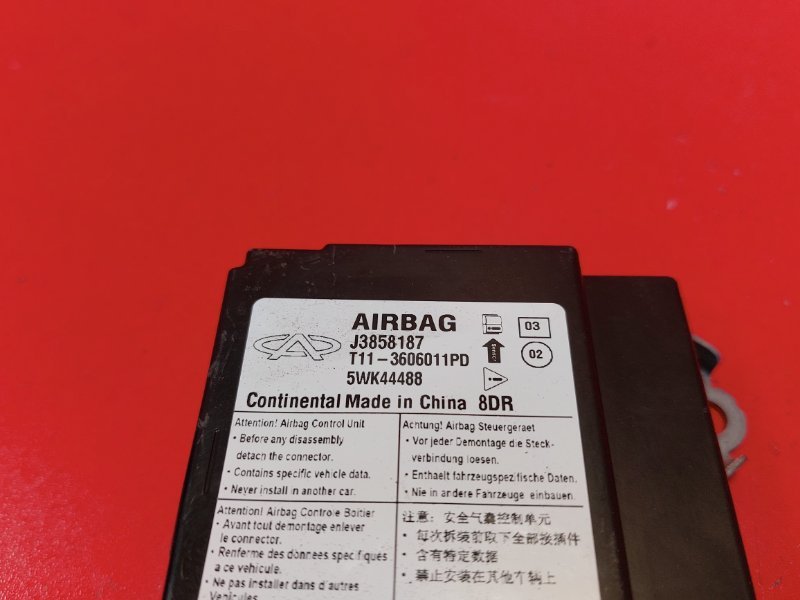 AIRBAG
J3858187
T11-3606011PD
5WK44488
03
02
Sensor
Continental Made in China 8DR
Attention! Airbag Control Unit
• Before any disassembly
detach the connector.
• Contains specific vehicle data.
• Never install in another car.
Achtung! Airbag Steuergeraet
• Vor jeder Demontage die Steck-
verbindung loesen.
• Enthaelt fahrzeugspezifische Daten.
• Nie in andere Fahrzeuge einbauen.
Attention! Airbag Controle Boitier
• Avant tout demontage enlever
le connector.
• Renferme des données specifiques
a ce vehicule.
• Ne pas installer dans d'autres
Vehicules.
注意: 安全气囊控制单元
• 每次拆装前取下全部接插件
• 含有特定数据
• 禁止安装在其他车辆上